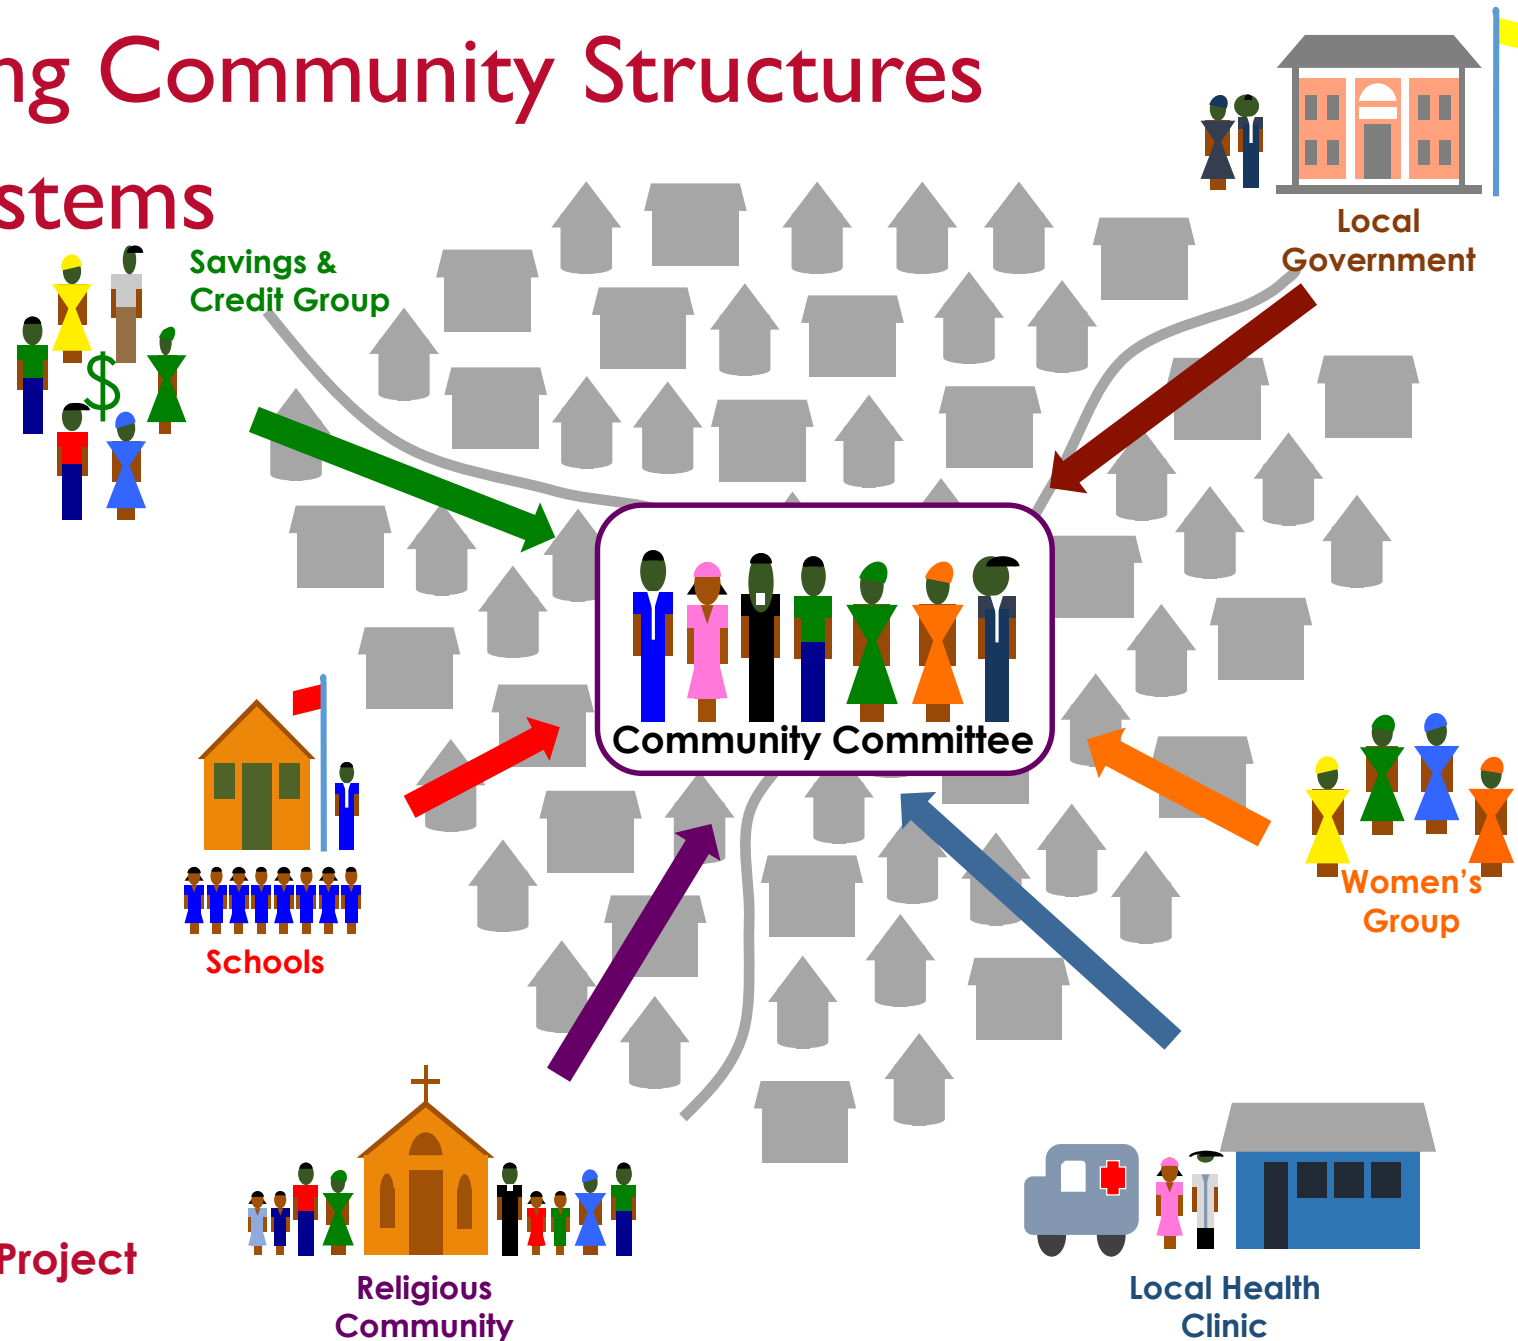 ng Community Structures
stems
Savings &
Credit Group
$
Local
Government
Community Committee
Schools
Women's
Group
Project
Religious
Community
Local Health
Clinic